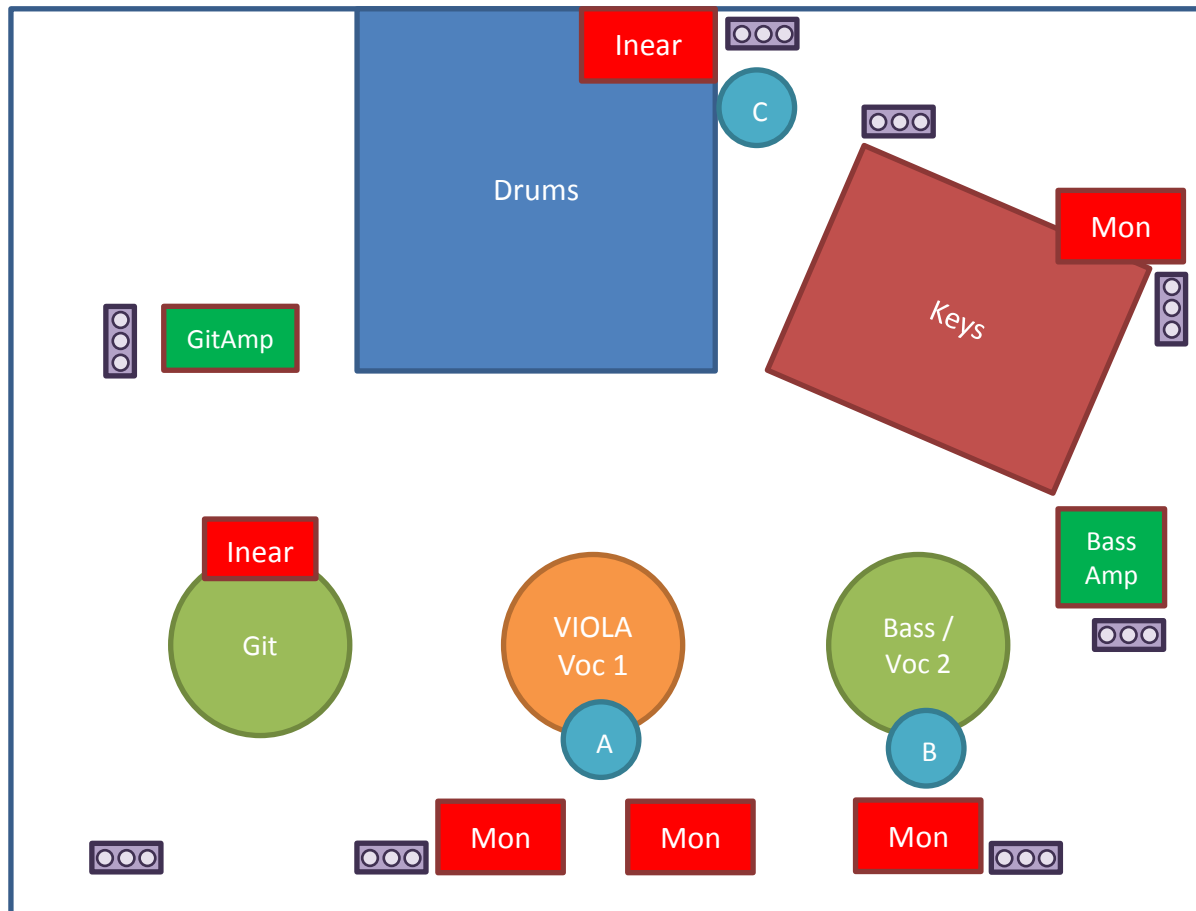 Inear
C
Drums
Mon
Keys
GitAmp
Inear
Git
VIOLA
Voc 1
Bass /
Voc 2
Bass
Amp
A
B
Mon
Mon
Mon